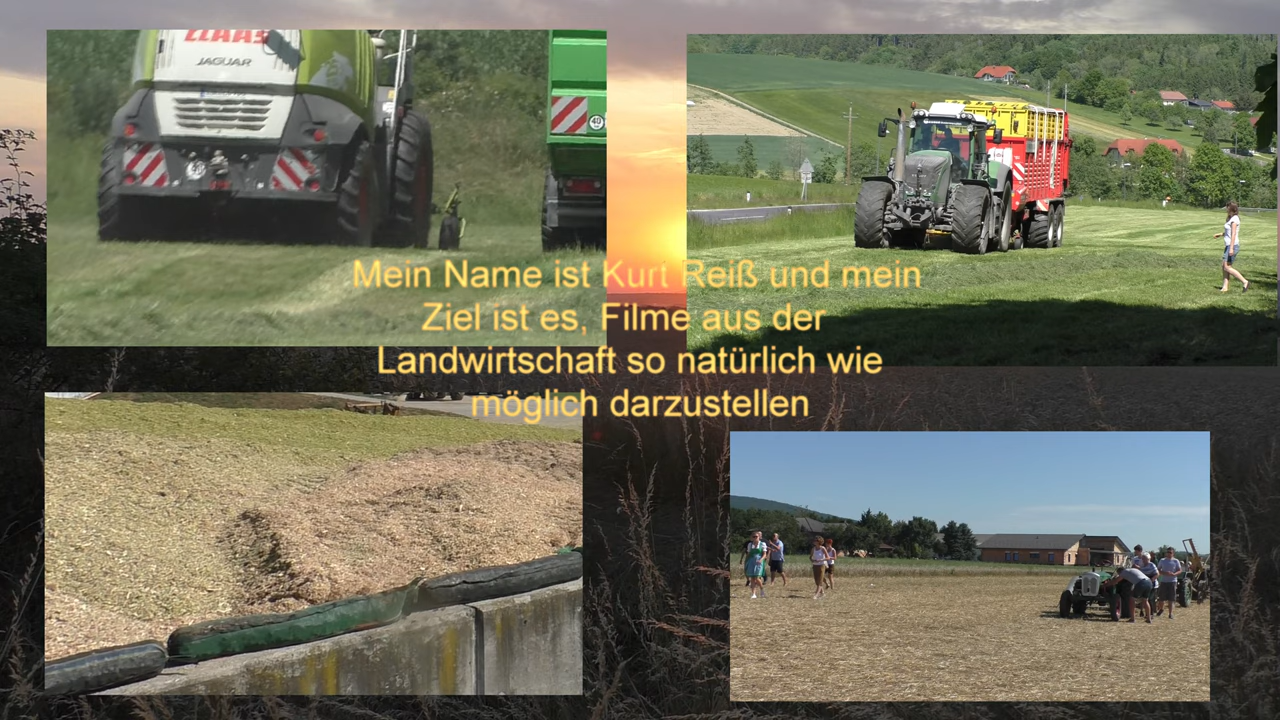 CLAAS
JAGUAR
40
Mein Name ist Kurt Reiß und mein
Ziel ist es, Filme aus der
Landwirtschaft so natürlich wie
möglich darzustellen